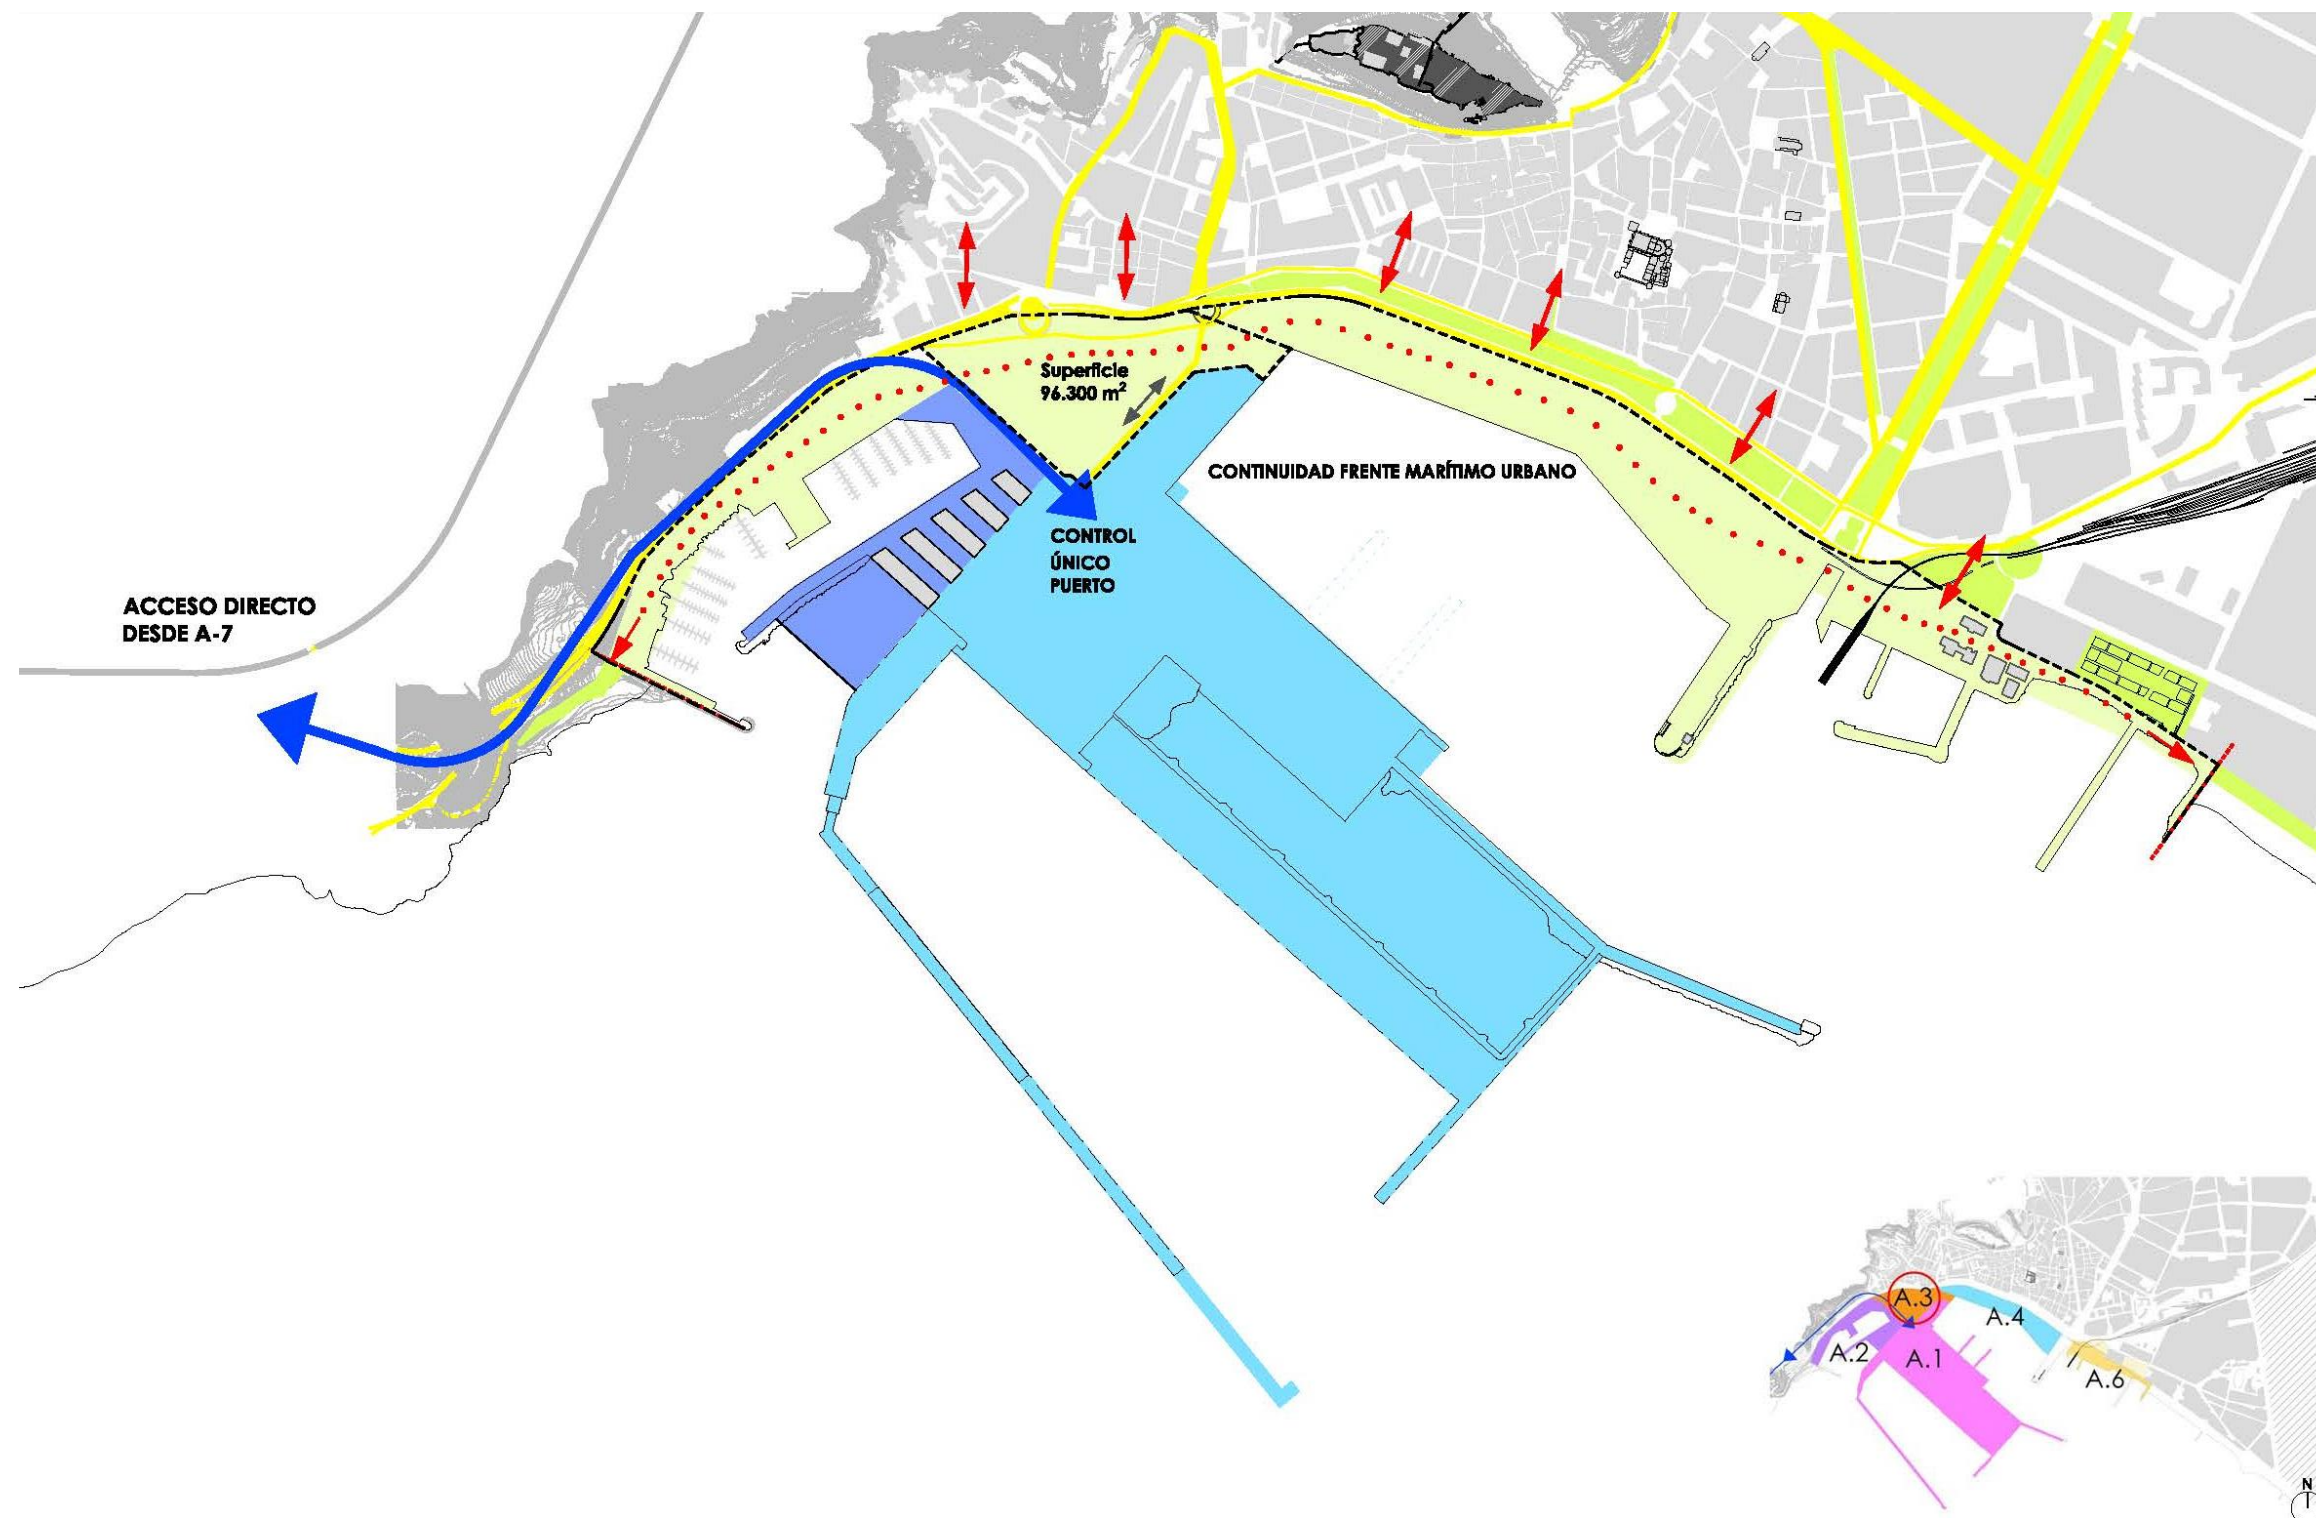 Superficie
96.300 m²
CONTINUIDAD FRENTE MARÍTIMO URBANO
CONTROL
ÚNICO
PUERTO
ACCESO DIRECTO
DESDE A-7
A.3
A.4
A.2
A.1
A.6
N